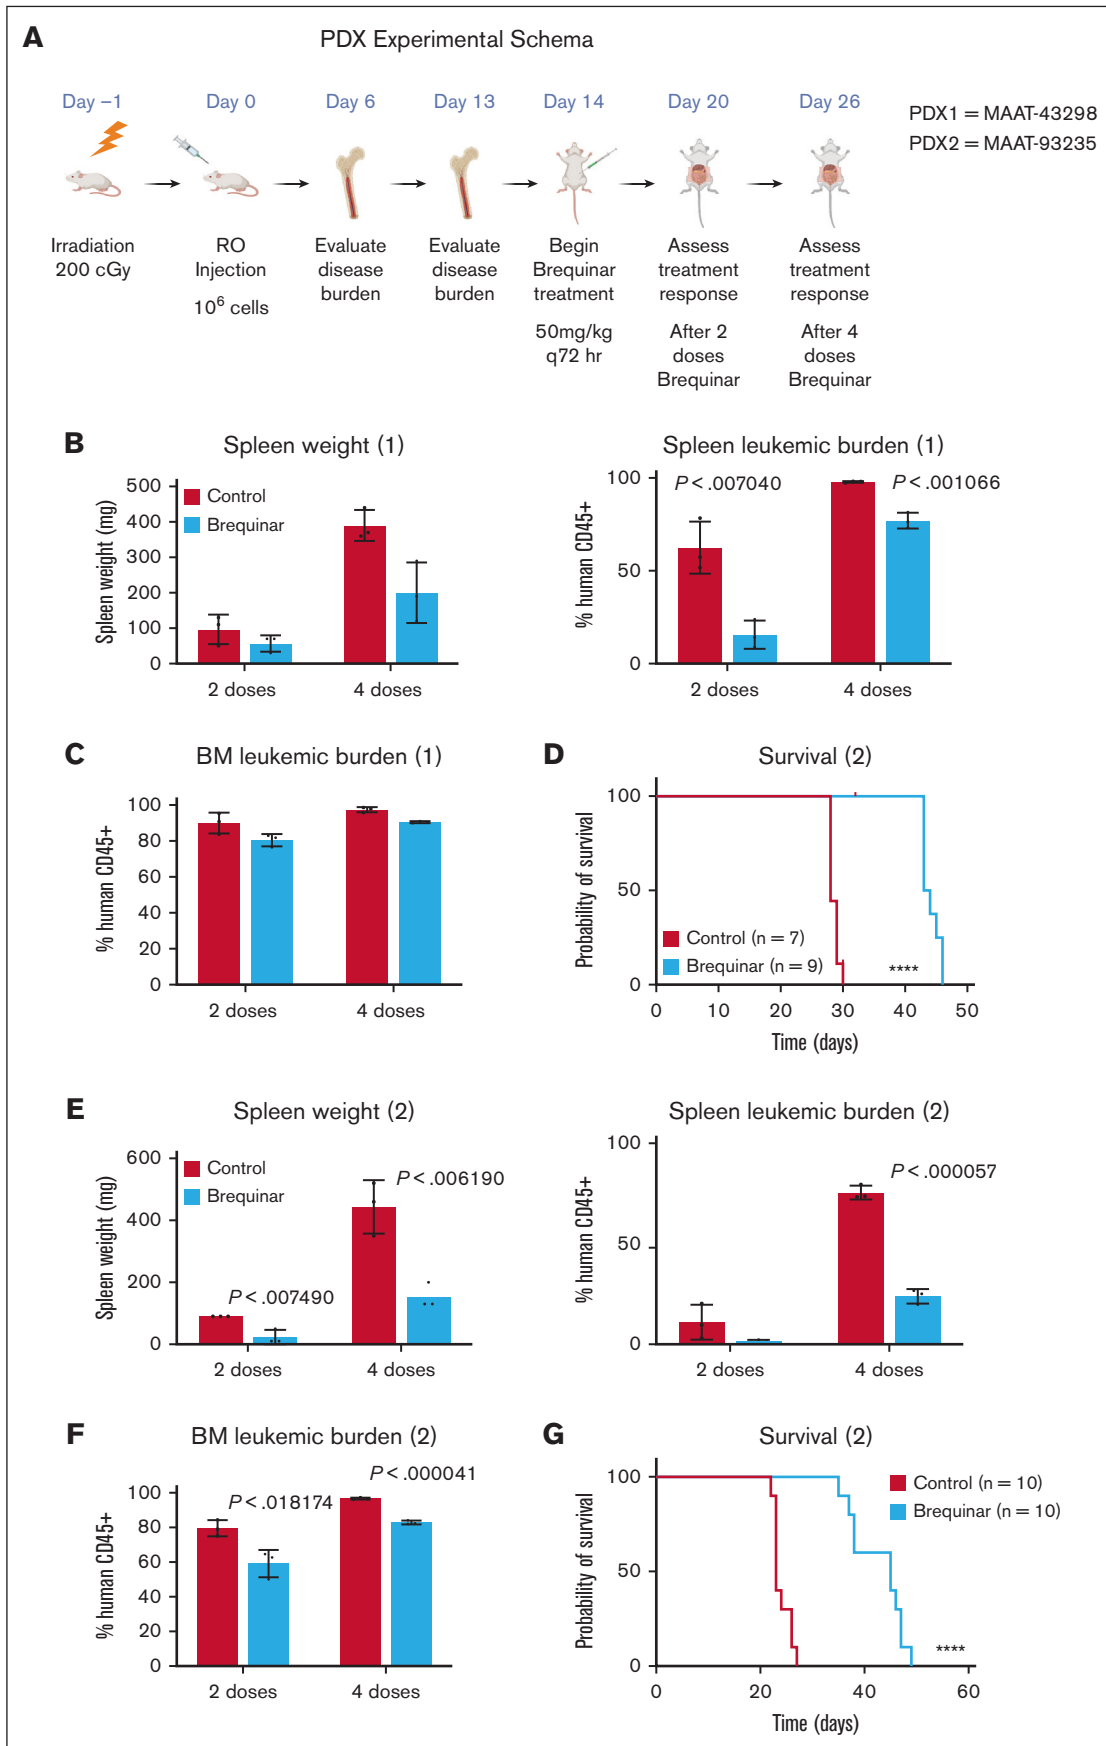 A
PDX Experimental Schema
Day –1
Day 0
Day 6
Day 13
Day 14
Day 20
Day 26
PDX1 = MAAT-43298
PDX2 = MAAT-93235
Irradiation
200 cGy
RO
Injection
10⁶ cells
Evaluate
disease
burden
Evaluate
disease
burden
Begin
Brequinar
treatment
50mg/kg
q72 hr
Assess
treatment
response
After 2
doses
Brequinar
Assess
treatment
response
After 4
doses
Brequinar
B
Spleen weight (1)
Spleen weight (mg)
500
400
300
200
100
0
Control
Brequinar
2 doses
4 doses
Spleen leukemic burden (1)
% human CD45+
100
50
0
P < .007040
P < .001066
2 doses
4 doses
C
BM leukemic burden (1)
% human CD45+
100
80
60
40
20
0
2 doses
4 doses
D
Survival (2)
Probability of survival
100
50
0
Control (n = 7)
Brequinar (n = 9)
****
0
10
20
30
40
50
Time (days)
E
Spleen weight (2)
Spleen weight (mg)
600
400
200
0
Control
Brequinar
P < .007490
P < .006190
2 doses
4 doses
Spleen leukemic burden (2)
% human CD45+
100
50
0
P < .000057
2 doses
4 doses
F
BM leukemic burden (2)
% human CD45+
100
80
60
40
20
0
P < .018174
P < .000041
2 doses
4 doses
G
Survival (2)
Probability of survival
100
50
0
Control (n = 10)
Brequinar (n = 10)
****
0
20
40
60
Time (days)